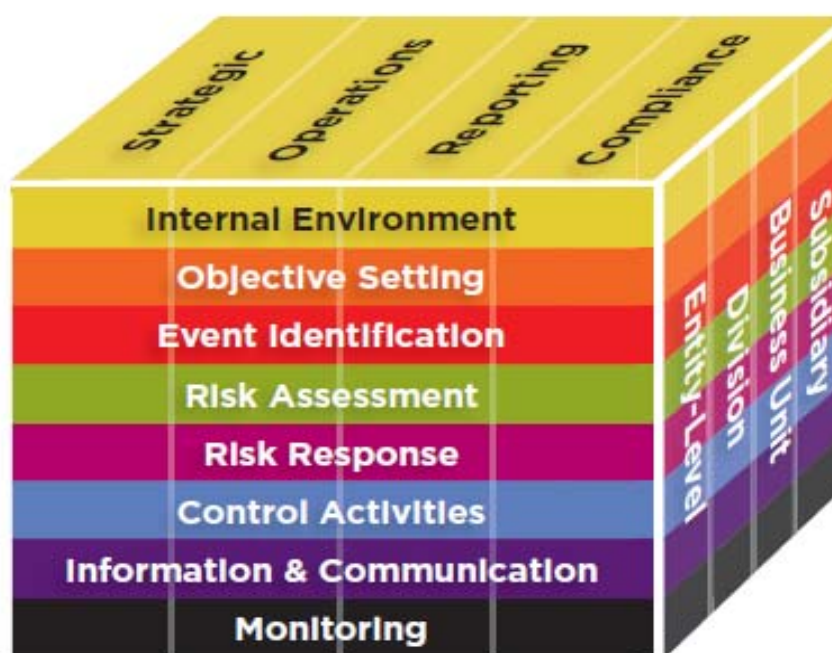 Strategic
Operations
Reporting
Compliance
Internal Environment
Objective Setting
Event Identification
Risk Assessment
Risk Response
Control Activities
Information & Communication
Monitoring
Entity-Level
Division
Business Unit
Subsidiary